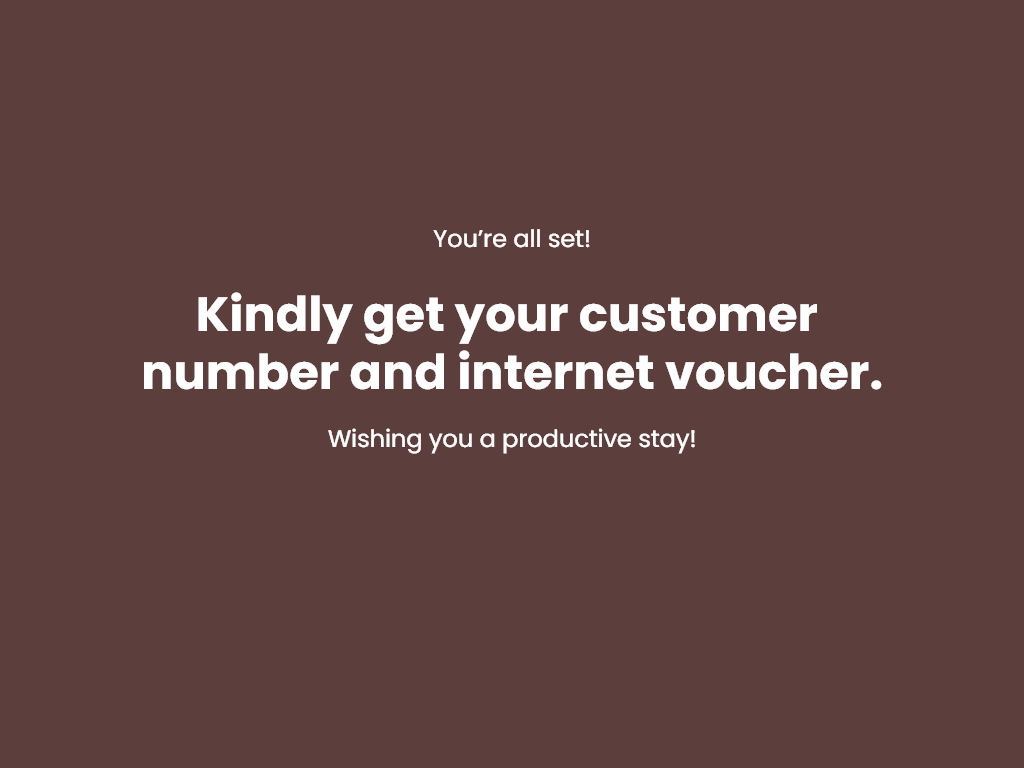 You’re all set!
Kindly get your customer
number and internet voucher.
Wishing you a productive stay!